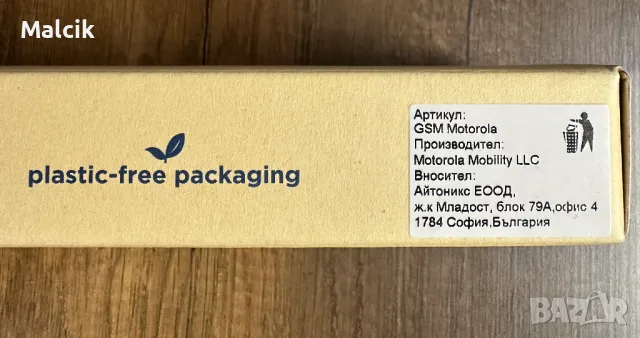 Malcik
plastic-free packaging
Артикул:
GSM Motorola
Производител:
Motorola Mobility LLC
Вносител:
Айтоникс ЕООД,
ж.к Младост, блок 79А,офис 4
1784 София,България
BAZAR